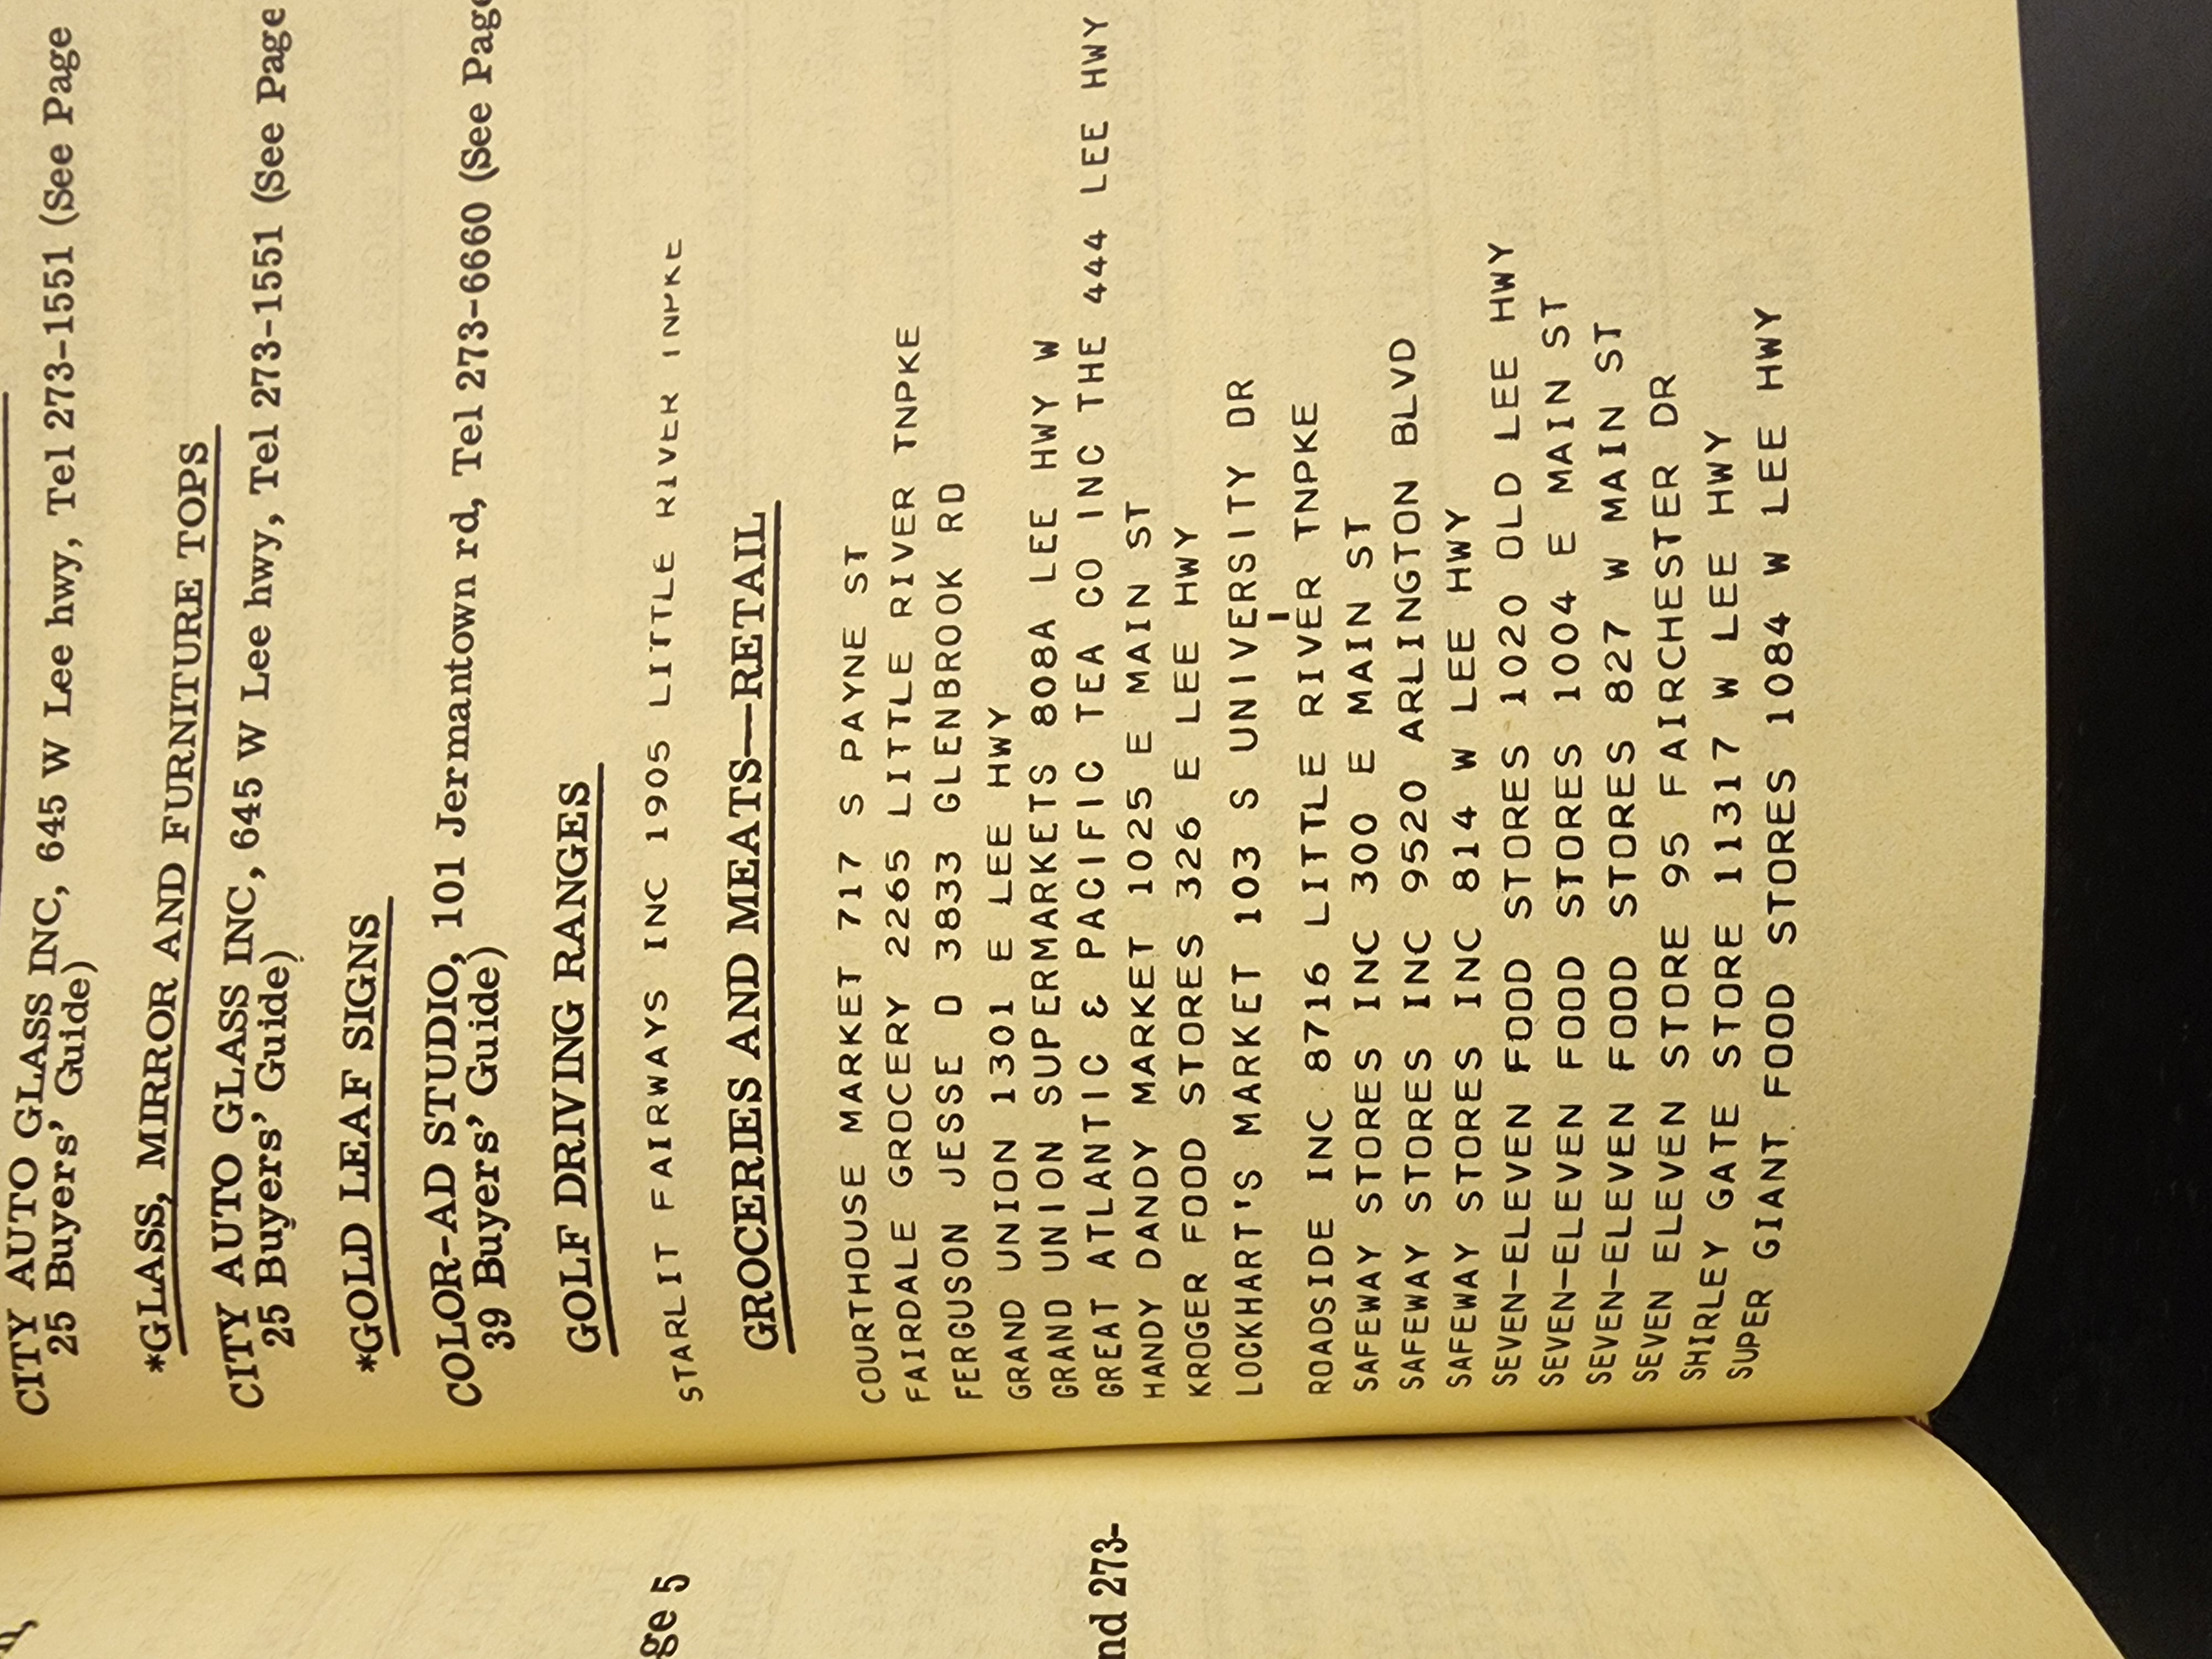 CITY AUTO GLASS INC, 645 W Lee hwy, Tel 273-1551 (See Page
25 Buyers' Guide)
*GLASS, MIRROR AND FURNITURE TOPS
CITY AUTO GLASS INC, 645 W Lee hwy, Tel 273-1551 (See Page
25 Buyers' Guide)
*GOLD LEAF SIGNS
COLOR-AD STUDIO, 101 Jermantown rd, Tel 273-6660 (See Page
39 Buyers' Guide)
GOLF DRIVING RANGES
STARLIT FAIRWAYS INC 1905 LITTLE RIVER TNPKE
GROCERIES AND MEATS—RETAIL
COURTHOUSE MARKET 717 S PAYNE ST
FAIRDALE GROCERY 2265 LITTLE RIVER TNPKE
FERGUSON JESSE D 3833 GLENBROOK RD
GRAND UNION 1301 E LEE HWY
GRAND UNION SUPERMARKETS 808A LEE HWY W
GREAT ATLANTIC & PACIFIC TEA CO INC THE 444 LEE HWY
HANDY DANDY MARKET 1025 E MAIN ST
KROGER FOOD STORES 326 E LEE HWY
LOCKHART'S MARKET 103 S UNIVERSITY DR
ROADSIDE INC 8716 LITTLE RIVER TNPKE
SAFEWAY STORES INC 300 E MAIN ST
SAFEWAY STORES INC 9520 ARLINGTON BLVD
SAFEWAY STORES INC 814 W LEE HWY
SEVEN-ELEVEN FOOD STORES 1020 OLD LEE HWY
SEVEN-ELEVEN FOOD STORES 1004 E MAIN ST
SEVEN-ELEVEN FOOD STORES 827 W MAIN ST
SEVEN ELEVEN STORE 95 FAIRCHESTER DR
SHIRLEY GATE STORE 11317 W LEE HWY
SUPER GIANT FOOD STORES 1084 W LEE HWY
ge 5
nd 273-